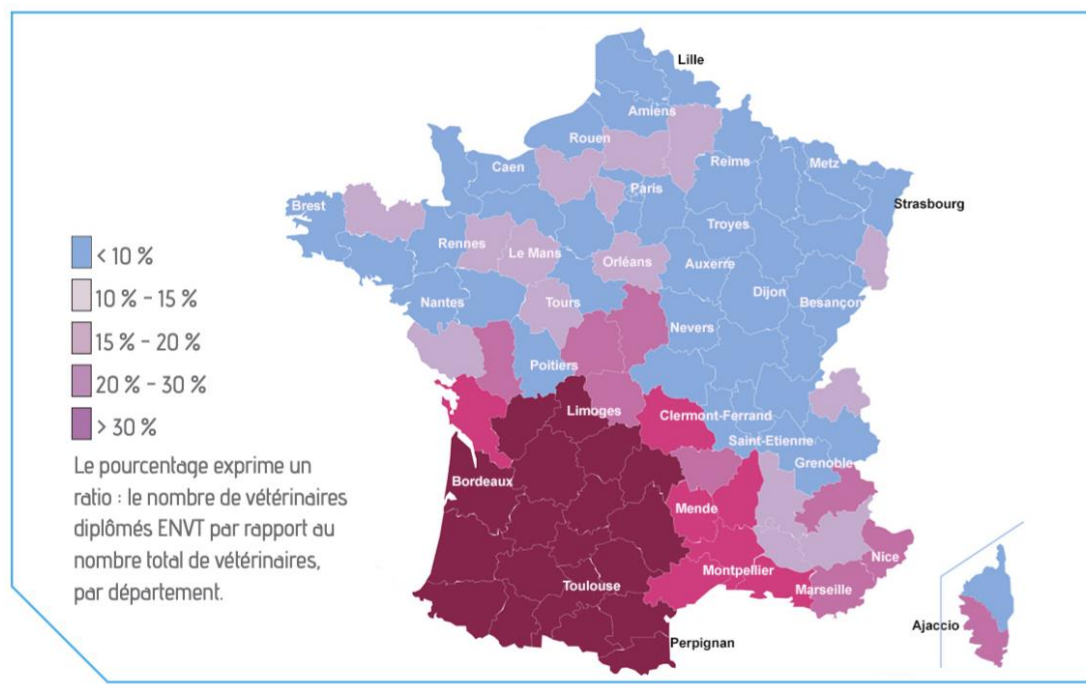 Lille
Amiens
Rouen
Caen
Reims
Metz
Paris
Brest
Strasbourg
Troyes
Rennes
Le Mans
Orléans
Auxerre
Dijon
Besançon
Nantes
Tours
Nevers
Poitiers
Limoges
Clermont-Ferrand
Saint-Etienne
Grenoble
Bordeaux
Mende
Nice
Montpellier
Marseille
Toulouse
Perpignan
Ajaccio
< 10 %
10 % - 15 %
15 % - 20 %
20 % - 30 %
> 30 %
Le pourcentage exprime un
ratio : le nombre de vétérinaires
diplômés ENVT par rapport au
nombre total de vétérinaires,
par département.